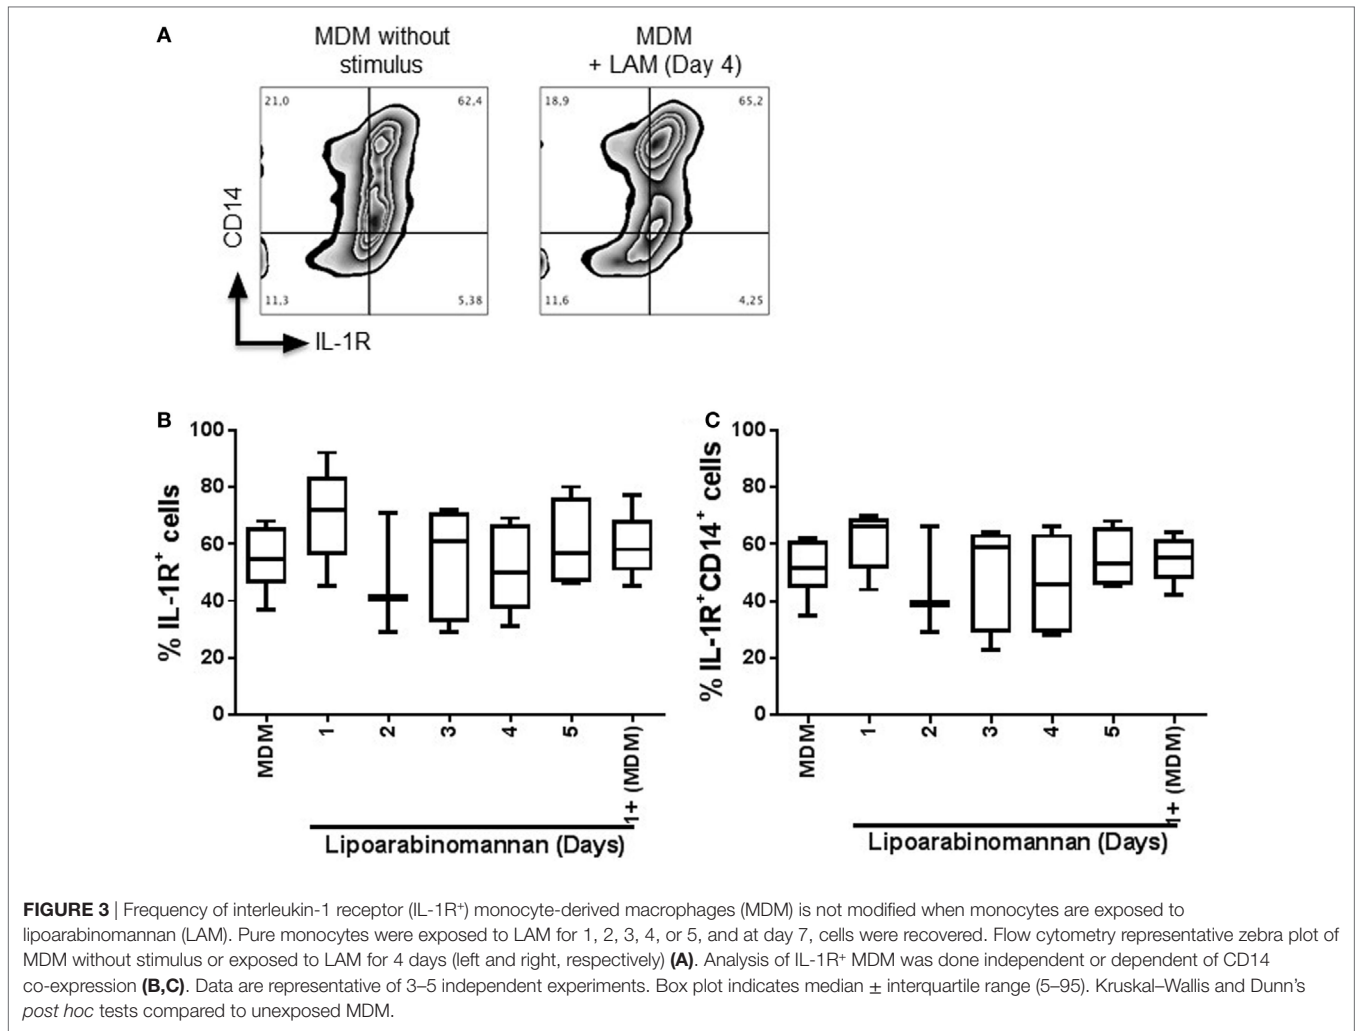 A
MDM without
stimulus
MDM
+ LAM (Day 4)
21,0
62,4
11,3
5,38
18,9
65,2
11,6
4,25
CD14
IL-1R
B
% IL-1R⁺ cells
100
80
60
40
20
0
MDM
1
2
3
4
5
1+ (MDM)
Lipoarabinomannan (Days)
C
% IL-1R⁺CD14⁺ cells
100
80
60
40
20
0
MDM
1
2
3
4
5
1+ (MDM)
Lipoarabinomannan (Days)
FIGURE 3 | Frequency of interleukin-1 receptor (IL-1R⁺) monocyte-derived macrophages (MDM) is not modified when monocytes are exposed to
lipoarabinomannan (LAM). Pure monocytes were exposed to LAM for 1, 2, 3, 4, or 5, and at day 7, cells were recovered. Flow cytometry representative zebra plot of
MDM without stimulus or exposed to LAM for 4 days (left and right, respectively) (A). Analysis of IL-1R⁺ MDM was done independent or dependent of CD14
co-expression (B,C). Data are representative of 3–5 independent experiments. Box plot indicates median ± interquartile range (5–95). Kruskal–Wallis and Dunn's
post hoc tests compared to unexposed MDM.